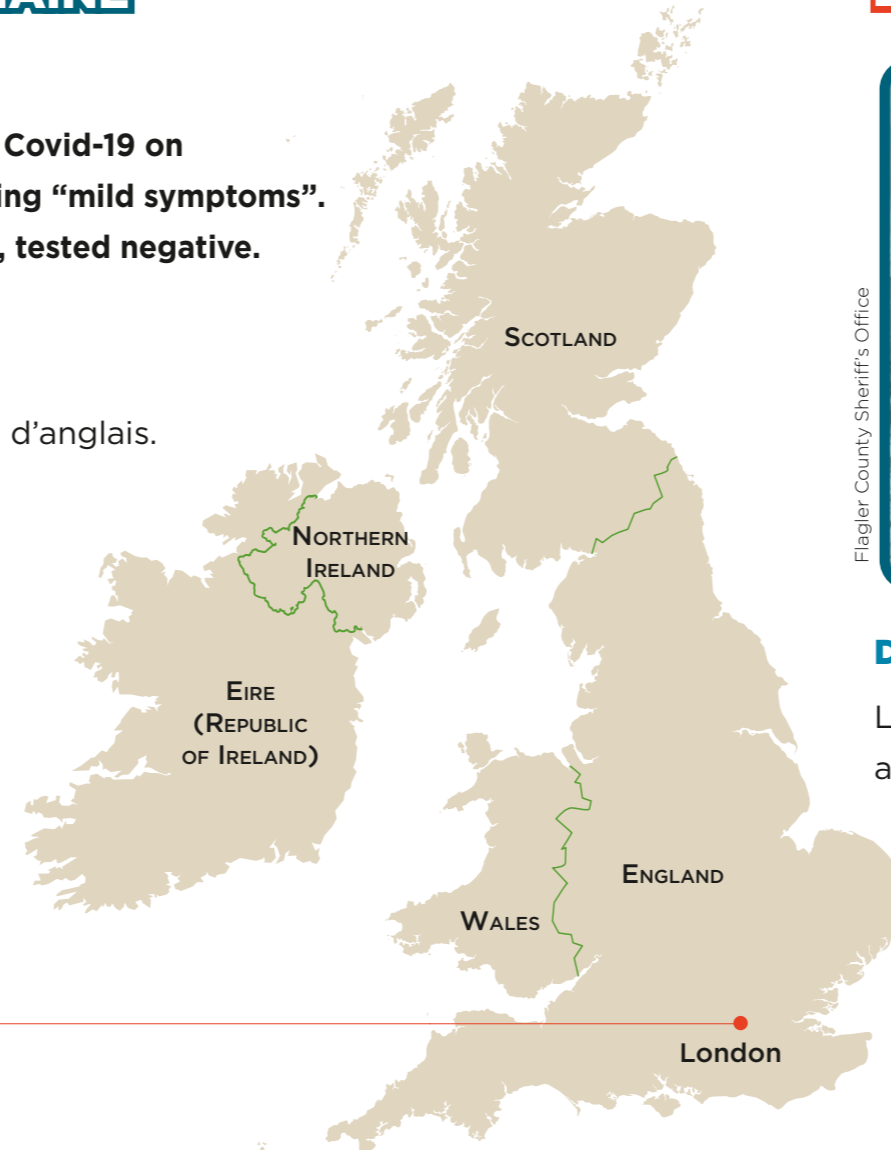 Covid-19 on
ing “mild symptoms”.
, tested negative.
d’anglais.
SCOTLAND
NORTHERN
IRELAND
EIRE
(REPUBLIC
OF IRELAND)
WALES
ENGLAND
London
Flagler County Sheriff's Office
D
L
a